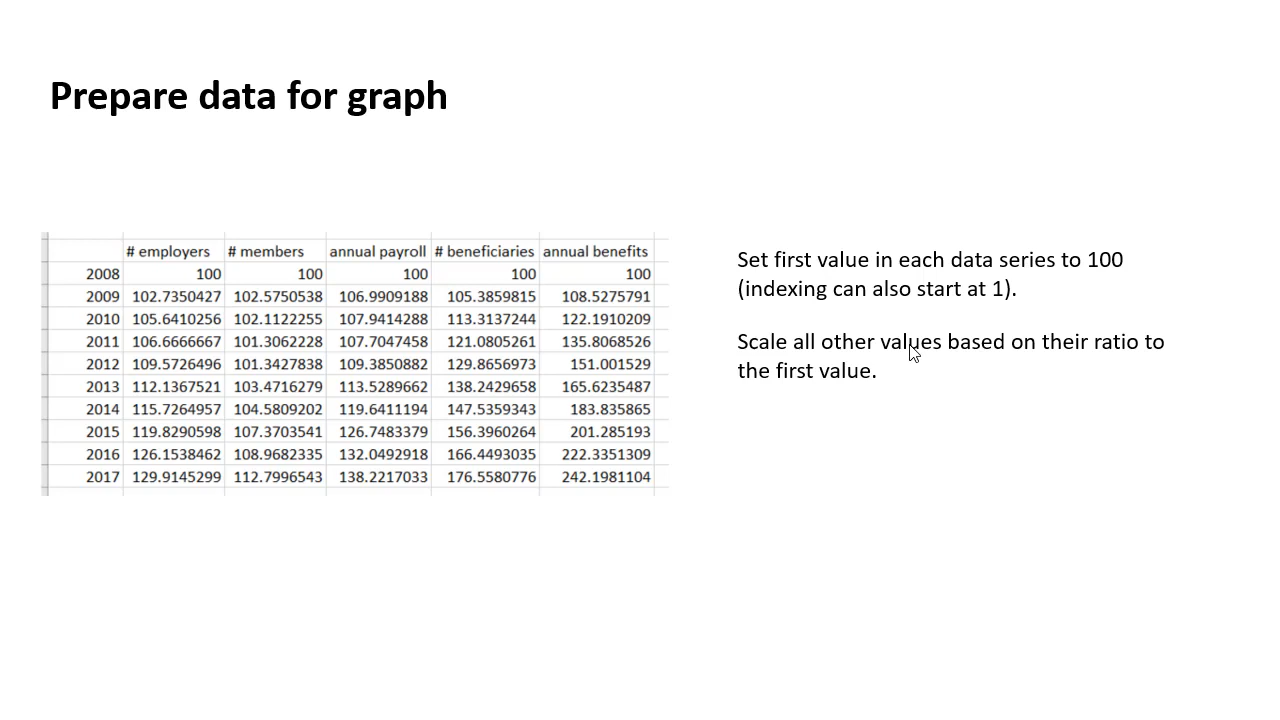 Prepare data for graph
# employers # members annual payroll # beneficiaries annual benefits
2008 100 100 100 100 100
2009 102.7350427 102.5750538 106.9909188 105.3859815 108.5275791
2010 105.6410256 102.1122255 107.9414288 113.3137244 122.1910209
2011 106.6666667 101.3062228 107.7047458 121.0805261 135.8068526
2012 109.5726496 101.3427838 109.3850882 129.8656973 151.001529
2013 112.1367521 103.4716279 113.5289662 138.2429658 165.6235487
2014 115.7264957 104.5809202 119.6411194 147.5359343 183.835865
2015 119.8290598 107.3703541 126.7483379 156.3960264 201.285193
2016 126.1538462 108.9682335 132.0492918 166.4493035 222.3351309
2017 129.9145299 112.7996543 138.2217033 176.5580776 242.1981104
Set first value in each data series to 100
(indexing can also start at 1).
Scale all other values based on their ratio to
the first value.